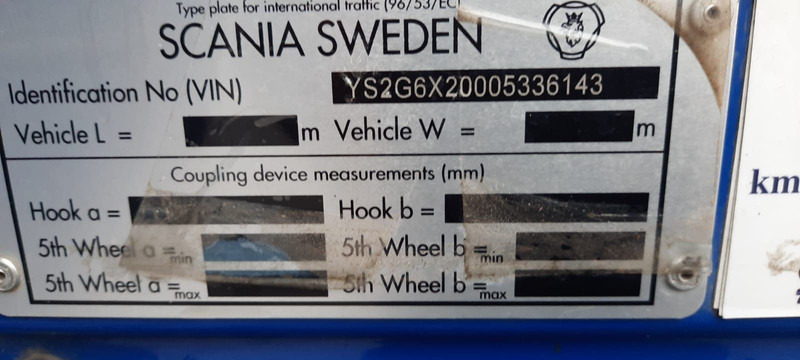 Type plate for international traffic (96/53/EC)
SCANIA SWEDEN
Identification No (VIN) YS2G6X20005336143
Vehicle L = m Vehicle W = m
Coupling device measurements (mm)
Hook a = Hook b =
5th Wheel a = min 5th Wheel b = min
5th Wheel a = max 5th Wheel b = max
km